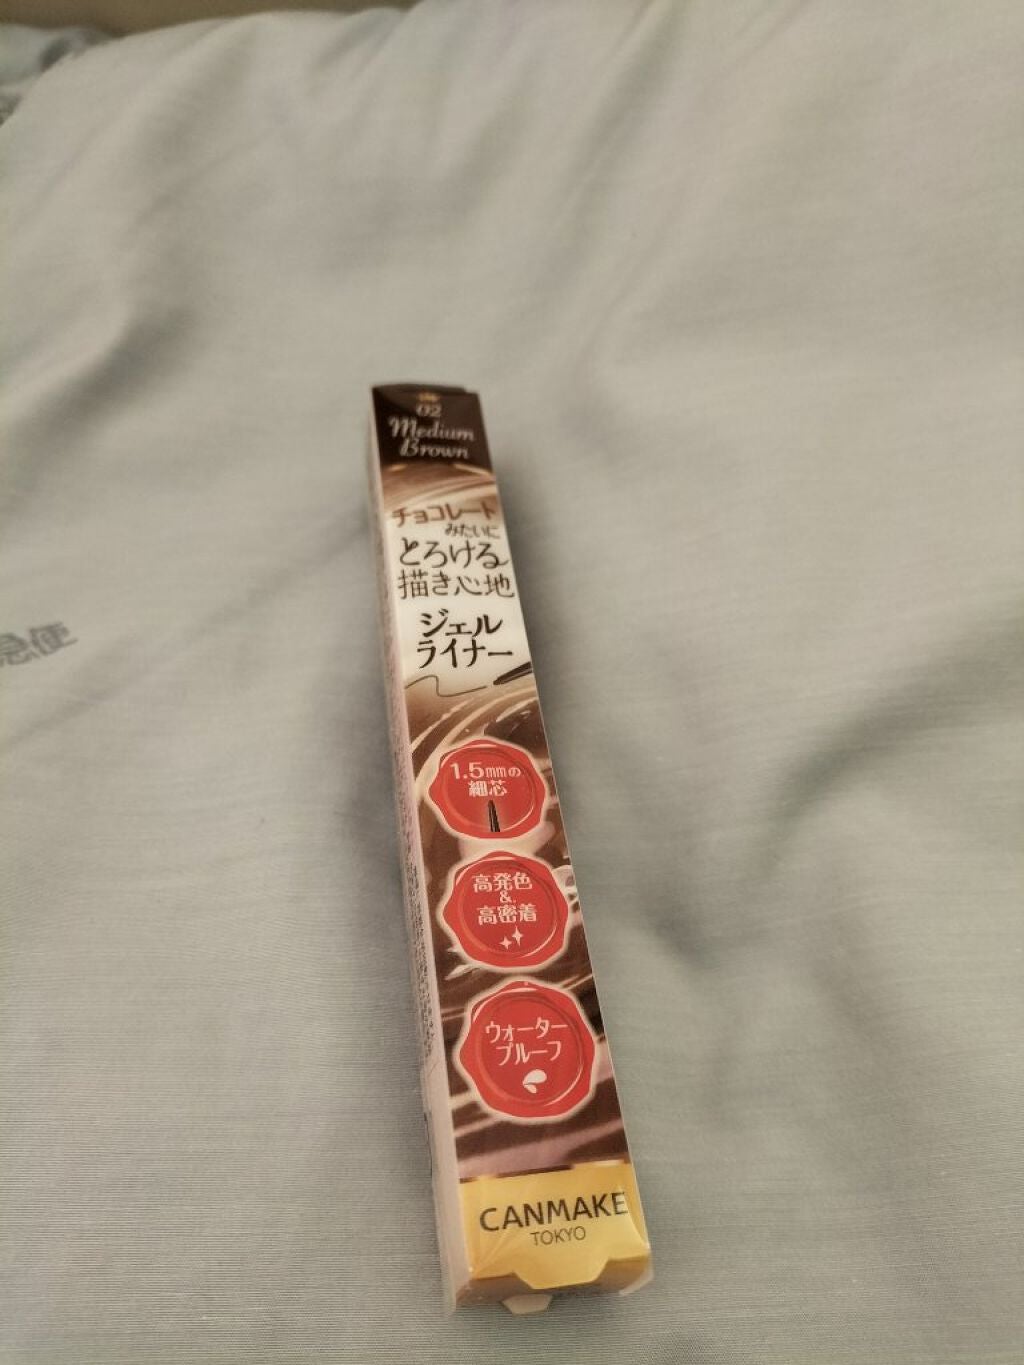 02
Medium
Brown
チョコレート
みたいに
とろける
描き心地
ジェル
ライナー
1.5mmの
細芯
高発色
&
高密着
ウォーター
プルーフ
CANMAKE
TOKYO